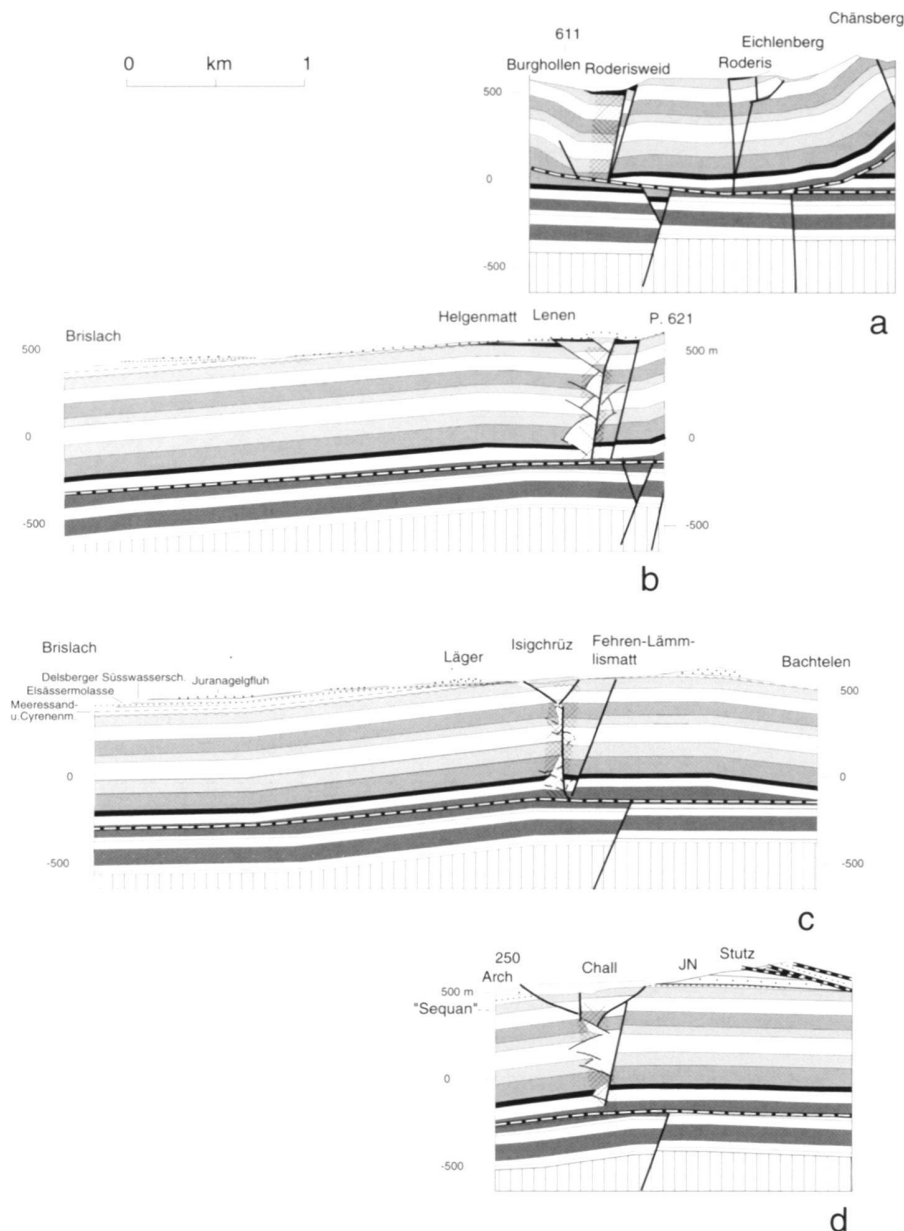 Chänsberg
611
Eichlenberg
0 km 1
Burghollen Roderisweid Roderis
500
0
-500
a
Helgenmatt Lenen P. 621
Brislach
500
500 m
0
0
-500
-500
b
Brislach
Isigchrüz Fehren-Lämm-
lismatt
Läger
Bachtelen
Delsberger Süsswassersch.
Juranagelgfluh
Elsässermolasse
Meeressand-
u. Cyrenenm.
500
0
0
-500
-500
c
250
Arch
Chall
JN
Stutz
500 m
"Sequan"
0
-500
d